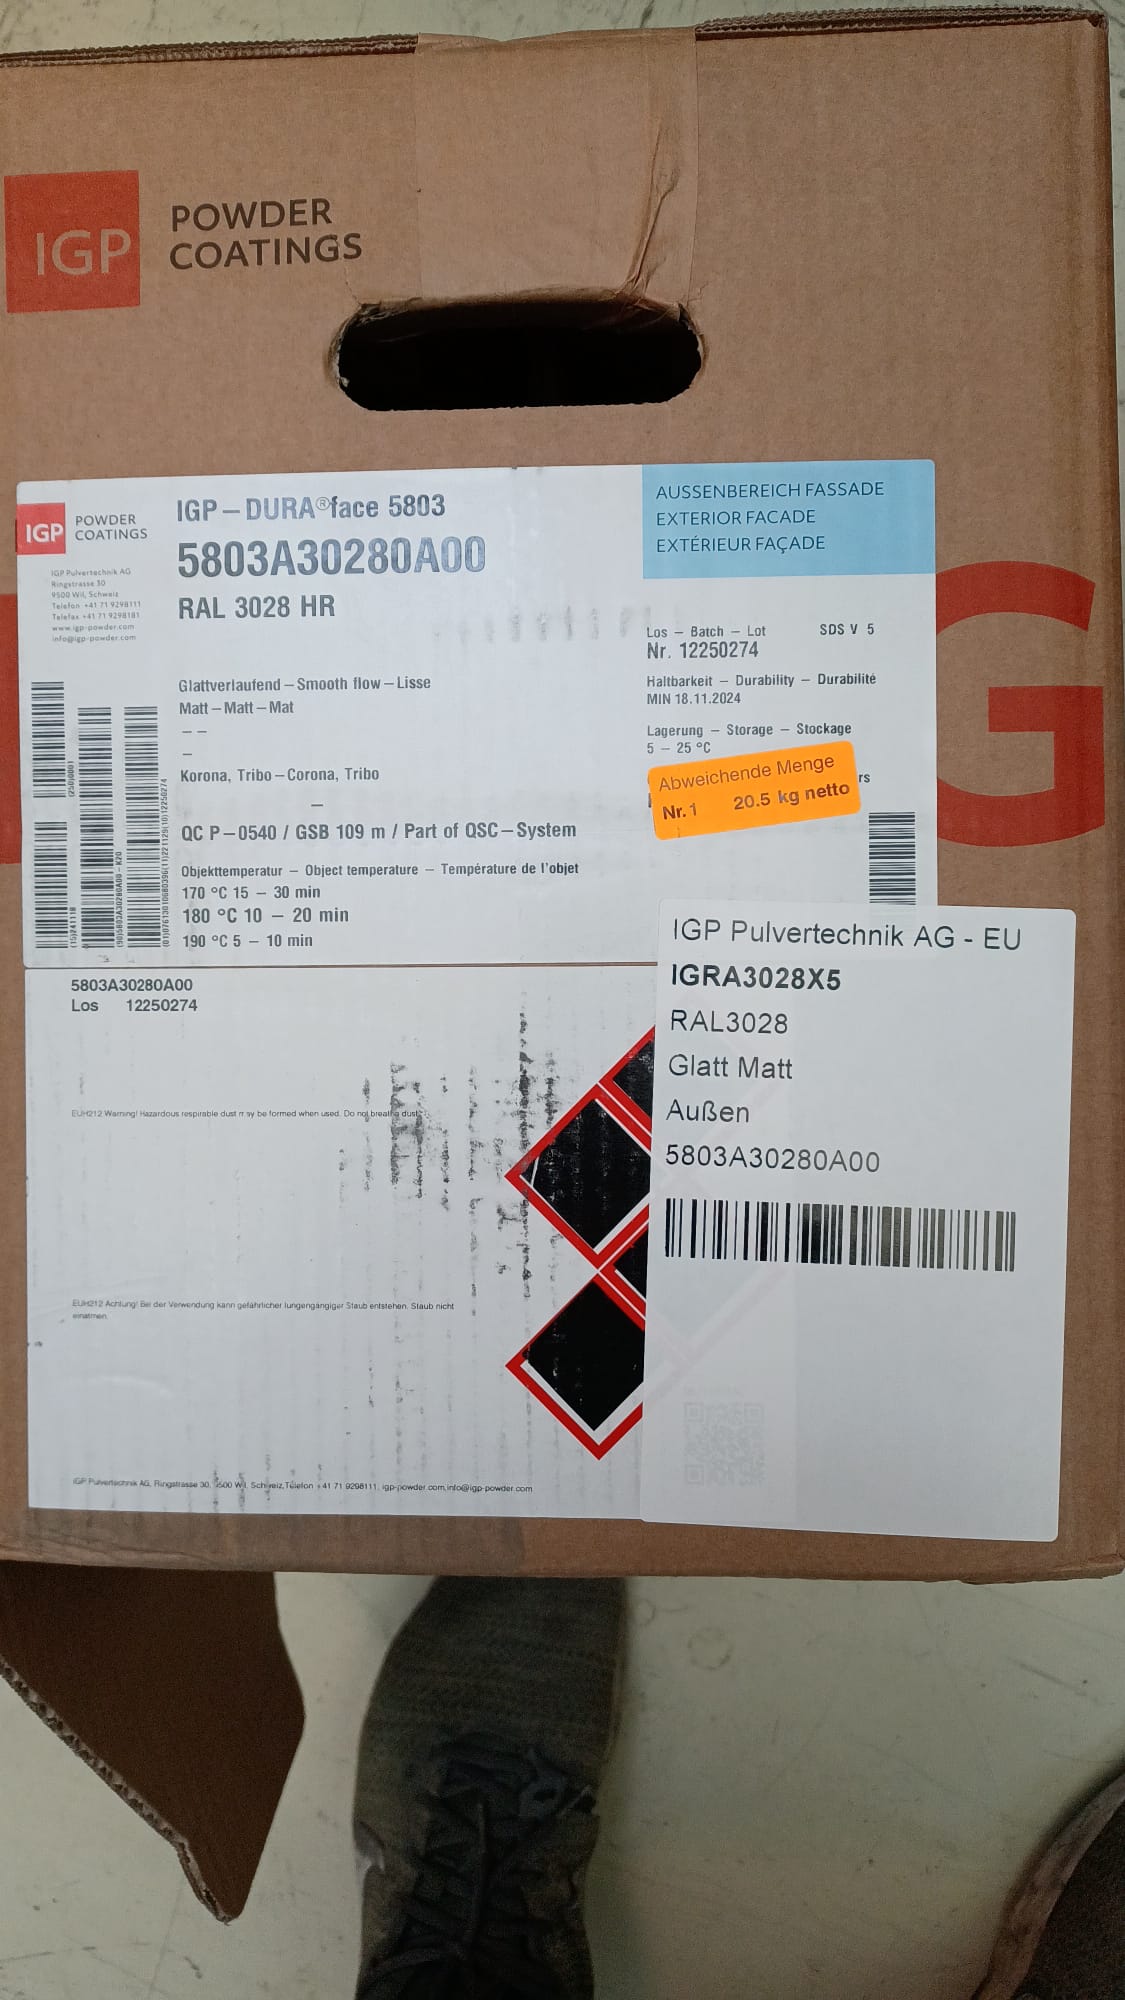 IGP
POWDER
COATINGS
IGP
POWDER
COATINGS
IGP Pulvertechnik AG
Ringstrasse 30
9500 Wil, Schweiz
Telefon +41 71 9298111
Telefax +41 71 9298181
www.igp-powder.com
info@igp-powder.com
IGP – DURA®face 5803
5803A30280A00
RAL 3028 HR
Glattverlaufend – Smooth flow – Lisse
Matt – Matt – Mat
– –
–
Korona, Tribo – Corona, Tribo
–
QC P – 0540 / GSB 109 m / Part of QSC – System
Objekttemperatur – Object temperature – Température de l'objet
170 °C 15 – 30 min
180 °C 10 – 20 min
190 °C 5 – 10 min
AUSSENBEREICH FASSADE
EXTERIOR FACADE
EXTÉRIEUR FAÇADE
Los – Batch – Lot SDS V 5
Nr. 12250274
Haltbarkeit – Durability – Durabilité
MIN 18.11.2024
Lagerung – Storage – Stockage
5 – 25 °C
rs
Abweichende Menge
Nr. 1 20.5 kg netto
G
(250)0001
(15)241118
(90)5803A30280A00 - K20
IGP Pulvertechnik AG - EU
IGRA3028X5
RAL3028
Glatt Matt
Außen
5803A30280A00
5803A30280A00
Los 12250274
EUH212 Warning! Hazardous respirable dust may be formed when used. Do not breathe dust.
EUH212 Achtung! Bei der Verwendung kann gefährlicher lungengängiger Staub entstehen. Staub nicht
einatmen.
IGP Pulvertechnik AG, Ringstrasse 30, 9500 Wil, Schweiz, Telefon +41 71 9298111, igp-powder.com, info@igp-powder.com